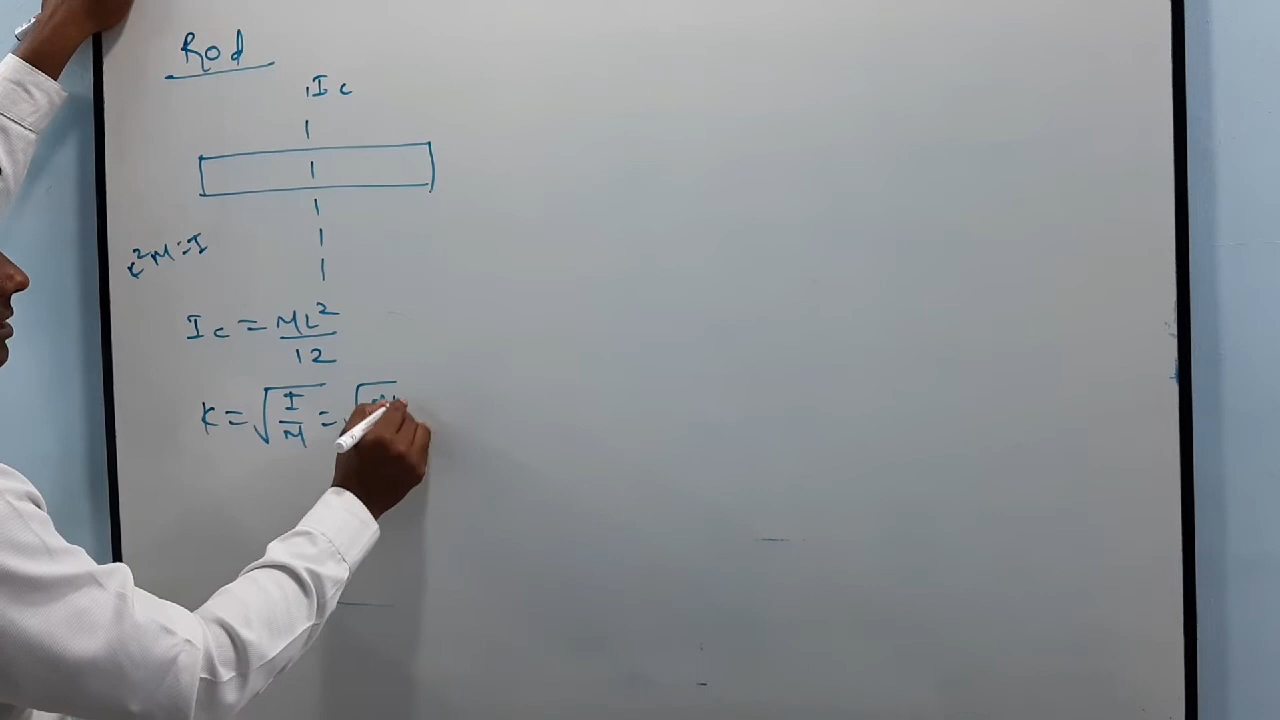 Rod
Ic
K²M = I
Ic = ML²/12
K = √(I/M) = √